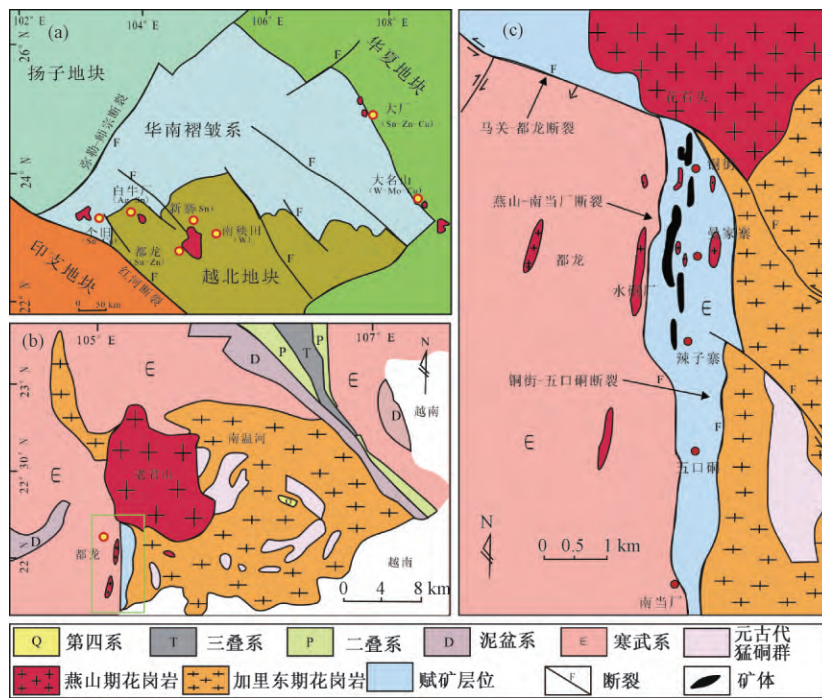 102° E
104° E
106° E
108° E
(a)
26° N
24° N
22° N
扬子地块
华夏地块
华南褶皱系
弥勒-师宗断裂
F
F
F
F
F
F
大厂
(Sn-Zn-Cu)
大名山
(W-Mo-Cu)
白牛厂
新寨(Sn)
南秧田
(W)
个旧
都龙
(Sn-Zn)
越北地块
印支地块
红河断裂
0 50 km
(b)
105° E
107° E
23° N
22° 30′ N
22° N
N
∈
D
P
T
P
∈
D
越南
南温河
老君山
Q
∈
D
都龙
越南
0 4 8 km
(c)
F
花石头
马关-都龙断裂
铜街
燕山-南当厂断裂
曼家寨
都龙
水硐厂
∈
辣子寨
F
F
铜街-五口硐断裂
F
∈
五口硐
N
0 0.5 1 km
南当厂
Q 第四系
T 三叠系
P 二叠系
D 泥盆系
∈ 寒武系
元古代
猛硐群
燕山期花岗岩
加里东期花岗岩
赋矿层位
F 断裂
矿体